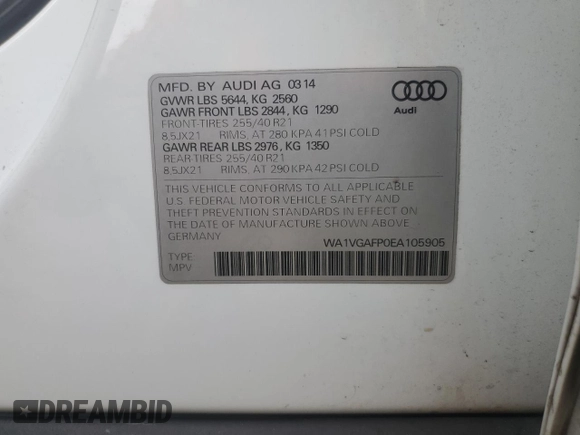 MFD. BY AUDI AG 03 14
GVWR LBS 5644, KG 2560
GAWR FRONT LBS 2844, KG 1290
FRONT-TIRES 255/40 R21
8.5JX21 RIMS, AT 280 KPA 41 PSI COLD
GAWR REAR LBS 2976, KG 1350
REAR-TIRES 255/40 R21
8.5JX21 RIMS, AT 290 KPA 42 PSI COLD
THIS VEHICLE CONFORMS TO ALL APPLICABLE
U.S. FEDERAL MOTOR VEHICLE SAFETY AND
THEFT PREVENTION STANDARDS IN EFFECT ON
THE DATE OF MANUFACTURE SHOWN ABOVE
GERMANY
Audi
WA1VGAFP0EA105905
TYPE:
MPV
DREAMBID